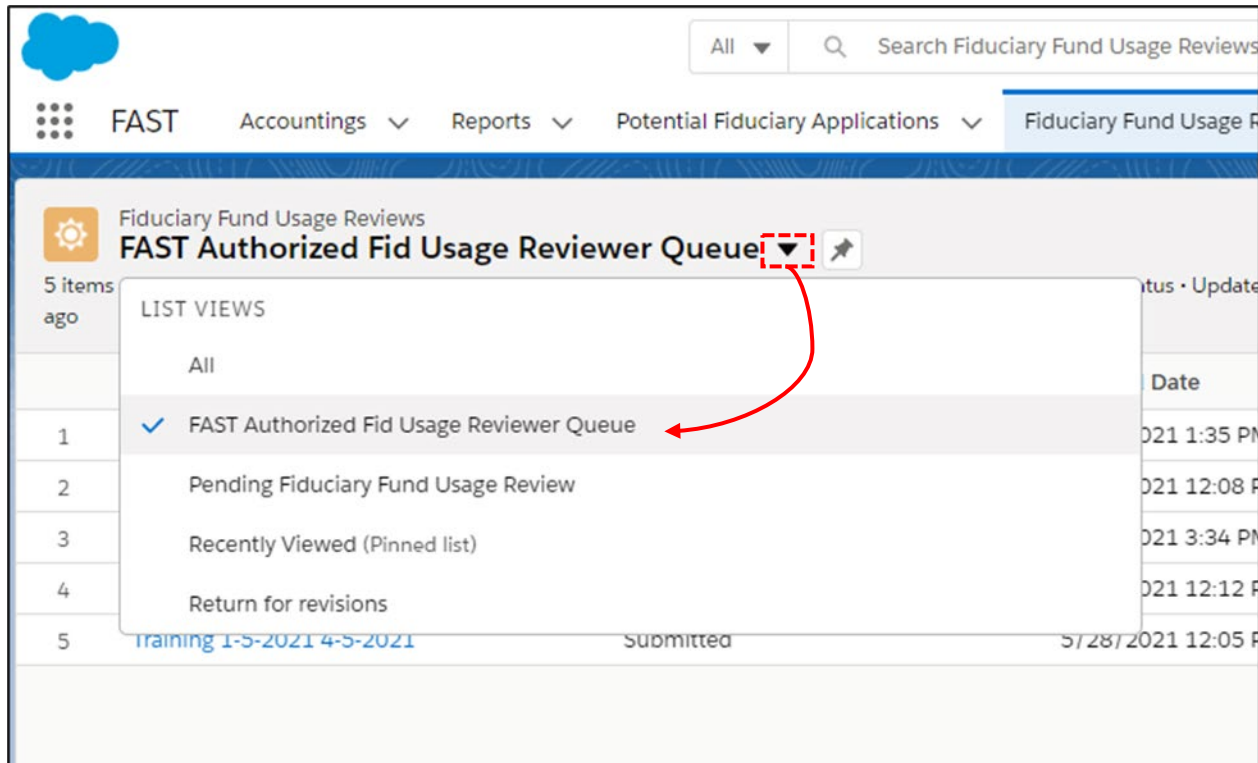 All Search Fiduciary Fund Usage Reviews
FAST Accountings Reports Potential Fiduciary Applications Fiduciary Fund Usage R
Fiduciary Fund Usage Reviews
FAST Authorized Fid Usage Reviewer Queue
5 items
ago
LIST VIEWS
All
FAST Authorized Fid Usage Reviewer Queue
Pending Fiduciary Fund Usage Review
Recently Viewed (Pinned list)
Return for revisions
tus • Update
Date
1 021 1:35 PM
2 021 12:08 P
3 021 3:34 PM
4 021 12:12 P
5 Training 1-5-2021 4-5-2021 Submitted 5/28/2021 12:05 P